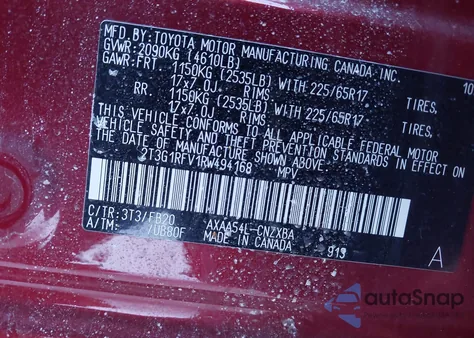 MFD. BY: TOYOTA MOTOR MANUFACTURING CANADA, INC.
GVWR: 2090KG (4610LB) 10
GAWR: FRT 1150KG (2535LB) WITH 225/65R17 TIRES,
17x7.0J RIMS
RR. 1150KG (2535LB) WITH 225/65R17 TIRES,
17x7.0J RIMS
THIS VEHICLE CONFORMS TO ALL APPLICABLE FEDERAL MOTOR
VEHICLE SAFETY AND THEFT PREVENTION STANDARDS IN EFFECT ON
THE DATE OF MANUFACTURE SHOWN ABOVE.
2T3G1RFV1RW494168 MPV
C/TR: 3T3/FB20 AXAA54L-CNZXBA
A/TM: /UB80F MADE IN CANADA 913
A
autoSnap